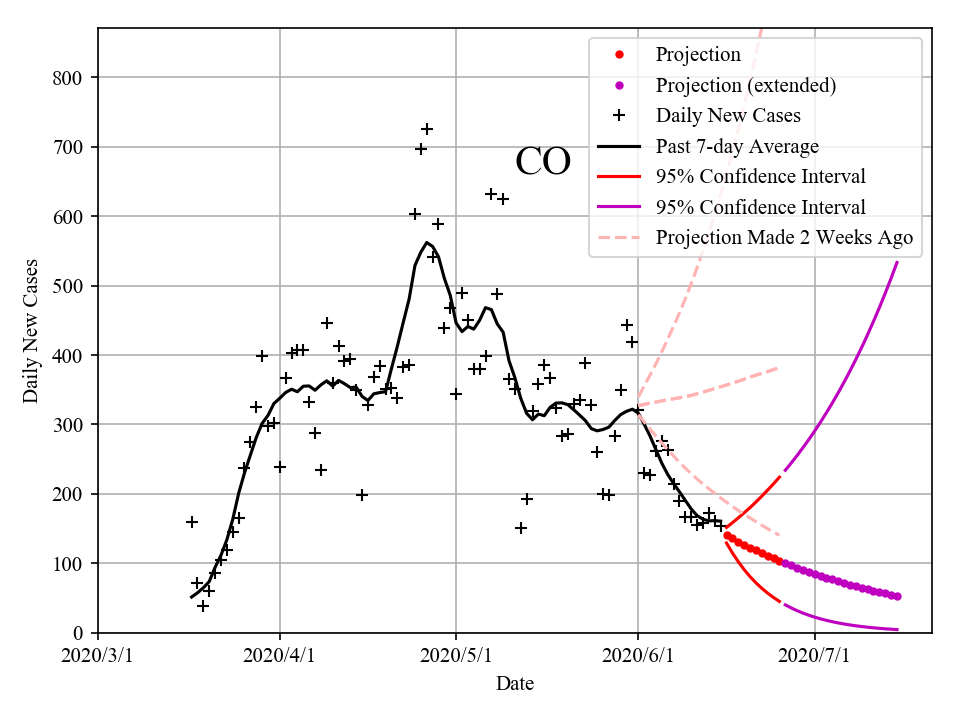 800
700
600
500
400
300
200
100
0
Daily New Cases
CO
Projection
Projection (extended)
Daily New Cases
Past 7-day Average
95% Confidence Interval
95% Confidence Interval
Projection Made 2 Weeks Ago
2020/3/1 2020/4/1 2020/5/1 2020/6/1 2020/7/1
Date